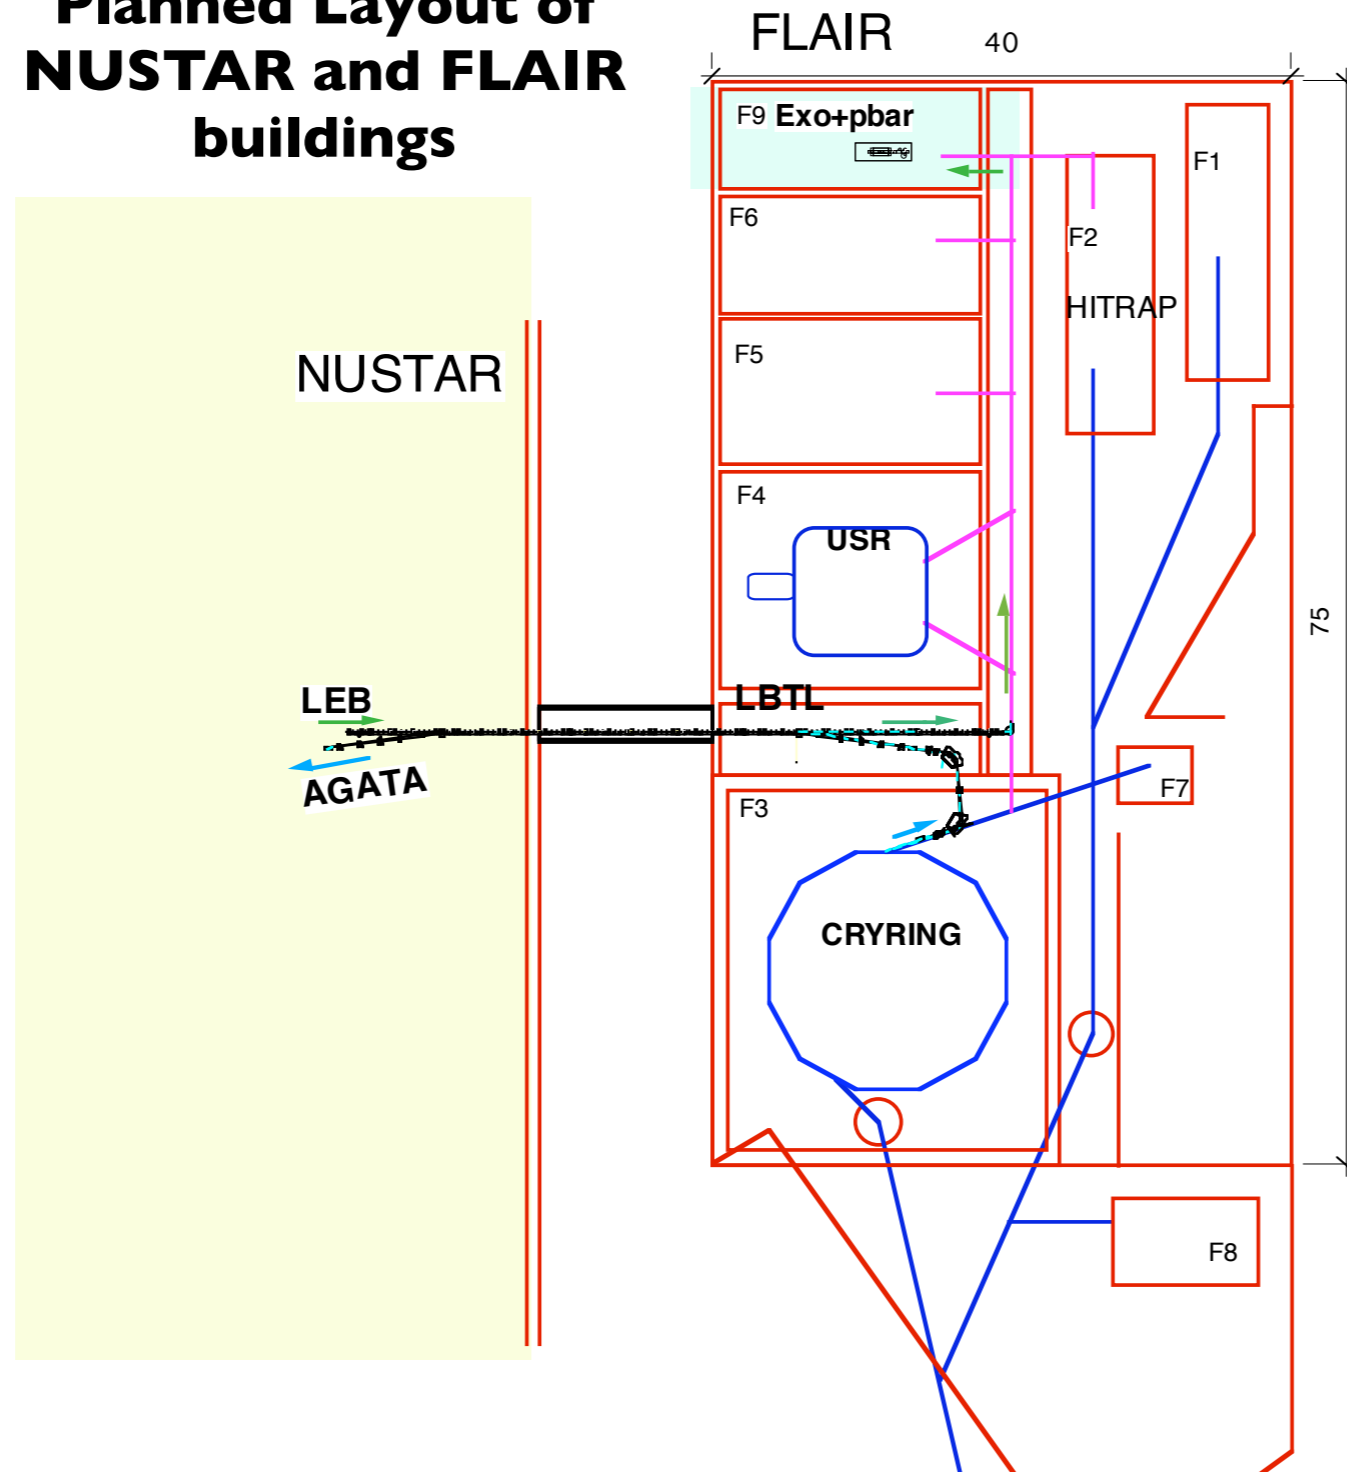 Planned Layout of
NUSTAR and FLAIR
buildings
FLAIR
40
F9 Exo+pbar
F1
F6
F2
HITRAP
F5
NUSTAR
F4
USR
75
LEB
LBTL
AGATA
F7
F3
CRYRING
F8